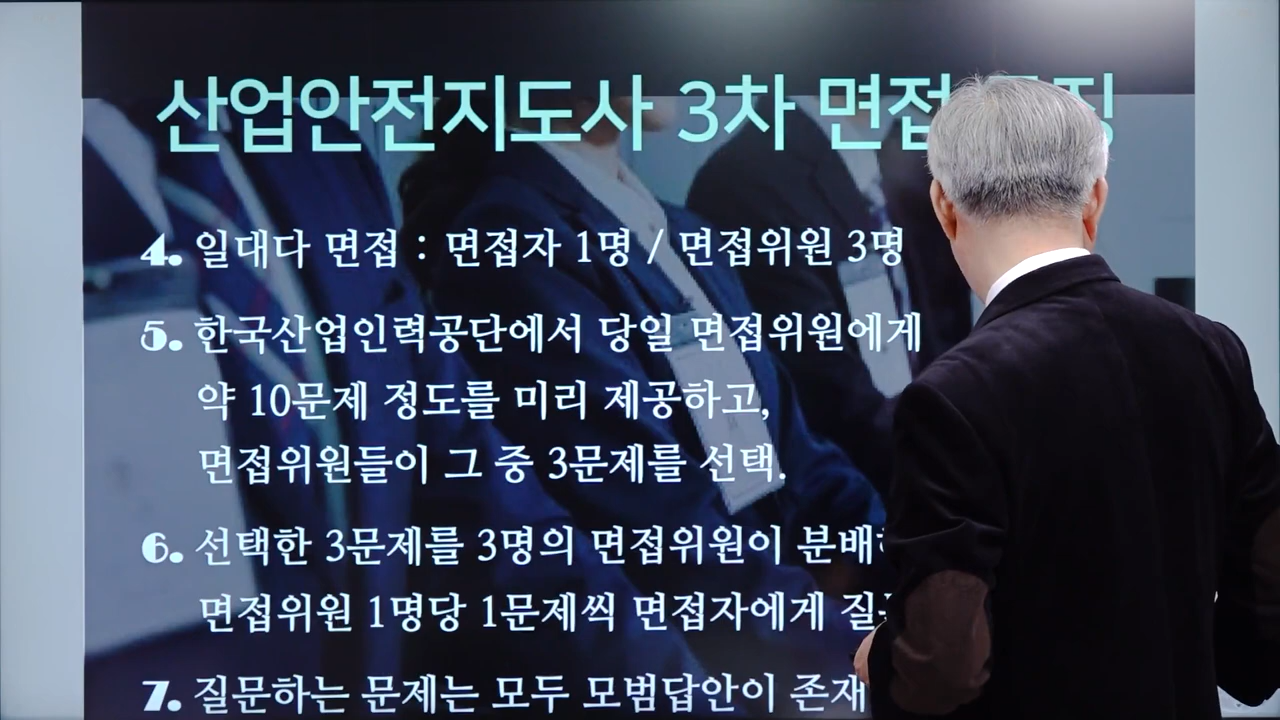 산업안전지도사 3차
4. 일대다 면접 : 면접자 1명 / 면접위원 3명
5. 한국산업인력공단에서 당일 면접위원에게
약 10문제 정도를 미리 제공하고,
면접위원들이 그 중 3문제를 선택.
6. 선택한 3문제를 3명의 면접위원이
면접위원 1명당 1문제씩 면접자에게
7. 질문하는 문제는 모두 모범답안이 존재